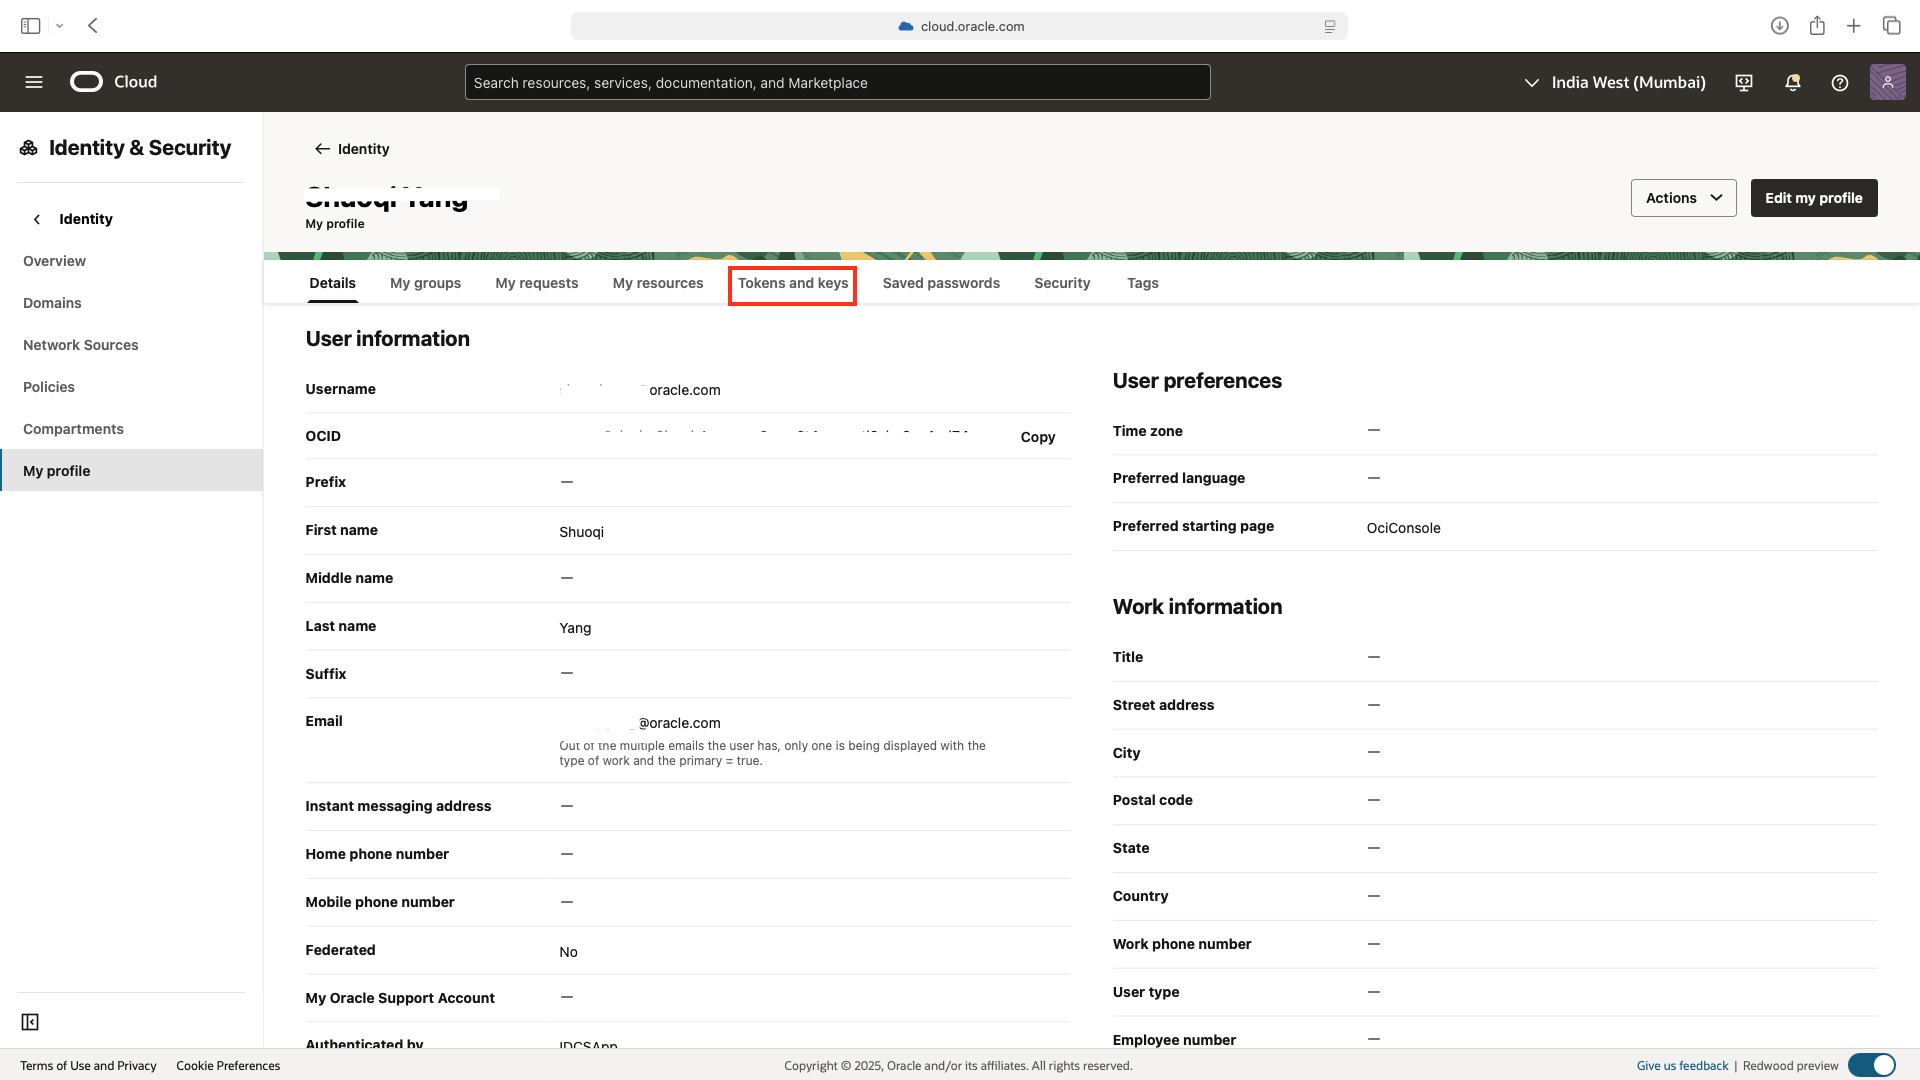 cloud.oracle.com
Cloud
Search resources, services, documentation, and Marketplace
India West (Mumbai)
Identity & Security
Identity
Overview
Domains
Network Sources
Policies
Compartments
My profile
Identity
My profile
Actions
Edit my profile
Details
My groups
My requests
My resources
Tokens and keys
Saved passwords
Security
Tags
User information
Username
oracle.com
OCID
Copy
Prefix
—
First name
Shuoqi
Middle name
—
Last name
Yang
Suffix
—
Email
@oracle.com
Out of the multiple emails the user has, only one is being displayed with the
type of work and the primary = true.
Instant messaging address
—
Home phone number
—
Mobile phone number
—
Federated
No
My Oracle Support Account
—
Authenticated by
IDCSApp
User preferences
Time zone
—
Preferred language
—
Preferred starting page
OciConsole
Work information
Title
—
Street address
—
City
—
Postal code
—
State
—
Country
—
Work phone number
—
User type
—
Employee number
—
Terms of Use and Privacy
Cookie Preferences
Copyright © 2025, Oracle and/or its affiliates. All rights reserved.
Give us feedback | Redwood preview